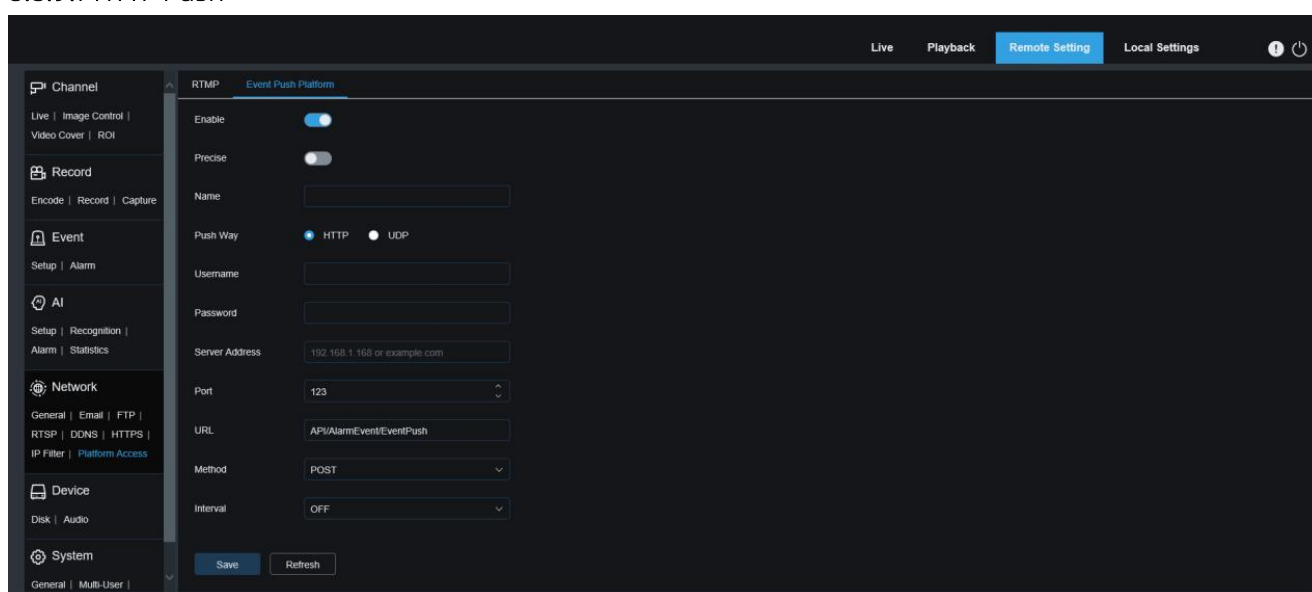 HTTP Push
Live Playback Remote Setting Local Settings
Channel
Live | Image Control |
Video Cover | ROI
Record
Encode | Record | Capture
Event
Setup | Alarm
AI
Setup | Recognition |
Alarm | Statistics
Network
General | Email | FTP |
RTSP | DDNS | HTTPS |
IP Filter | Platform Access
Device
Disk | Audio
System
General | Multi-User |
RTMP Event Push Platform
Enable
Precise
Name
Push Way HTTP UDP
Username
Password
Server Address 192.168.1.168 or example.com
Port 123
URL API/AlarmEvent/EventPush
Method POST
Interval OFF
Save Refresh